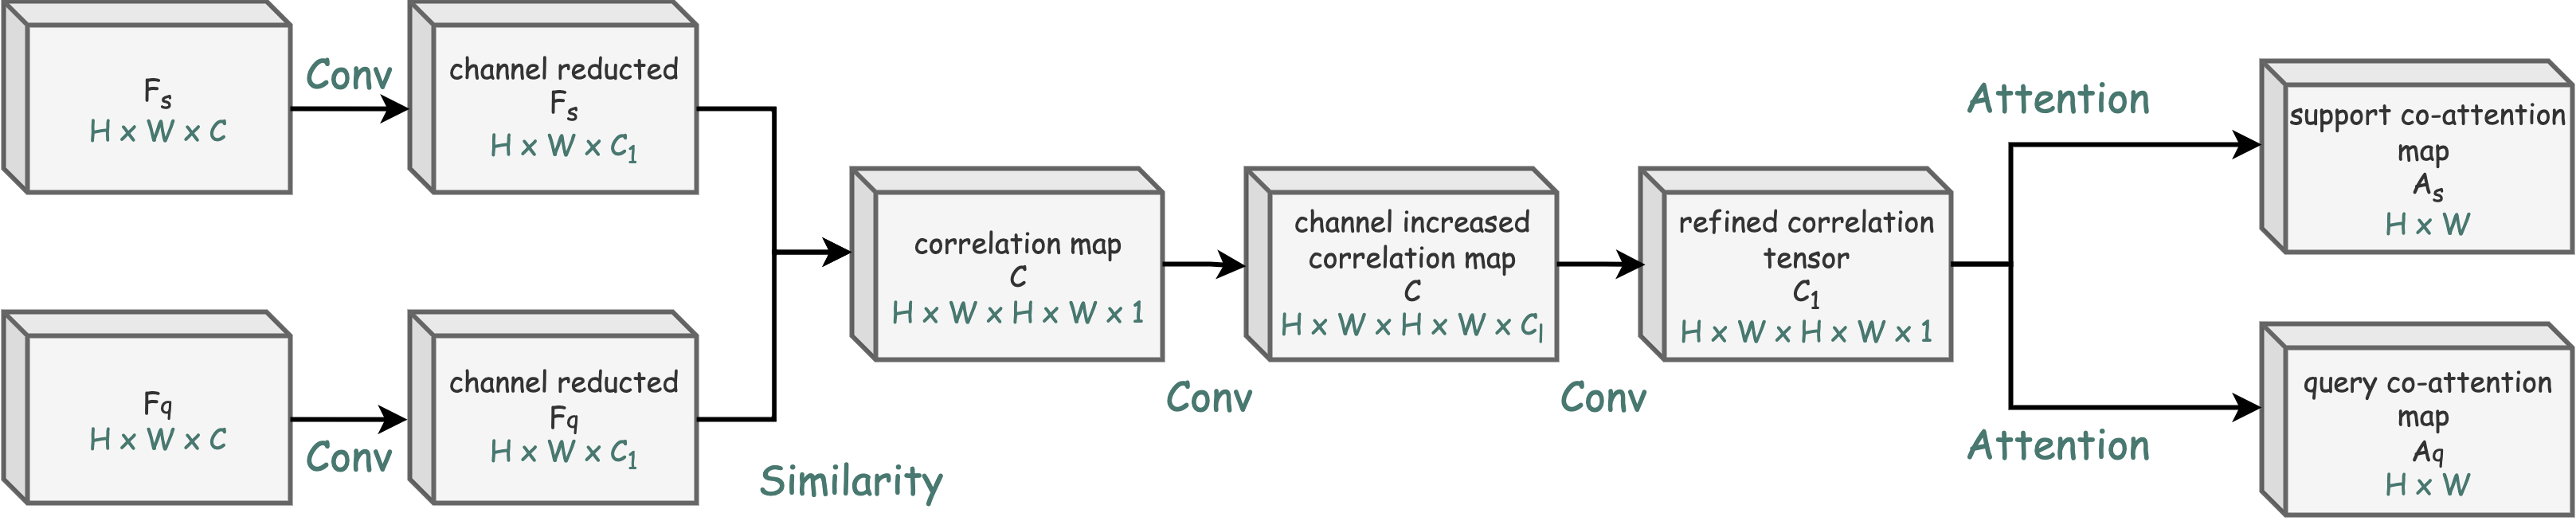 F_s
H x W x C
Conv
channel reducted
F_s
H x W x C_1
F_q
H x W x C
Conv
channel reducted
F_q
H x W x C_1
Similarity
correlation map
C
H x W x H x W x 1
Conv
channel increased
correlation map
C
H x W x H x W x C_l
Conv
refined correlation
tensor
C_1
H x W x H x W x 1
Attention
support co-attention
map
A_s
H x W
Attention
query co-attention
map
A_q
H x W